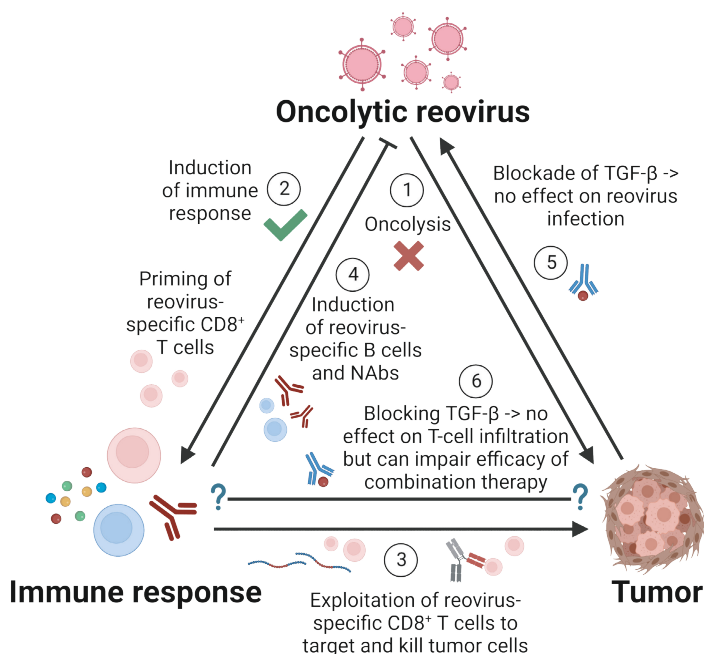 Oncolytic reovirus
Induction
of immune
response
2
1
Oncolysis
Blockade of TGF-β ->
no effect on reovirus
infection
5
Priming of
reovirus-
specific CD8⁺
T cells
4
Induction
of reovirus-
specific B cells
and NAbs
6
Blocking TGF-β -> no
effect on T-cell infiltration
but can impair efficacy of
combination therapy
? ?
Immune response
Tumor
3
Exploitation of reovirus-
specific CD8⁺ T cells to
target and kill tumor cells